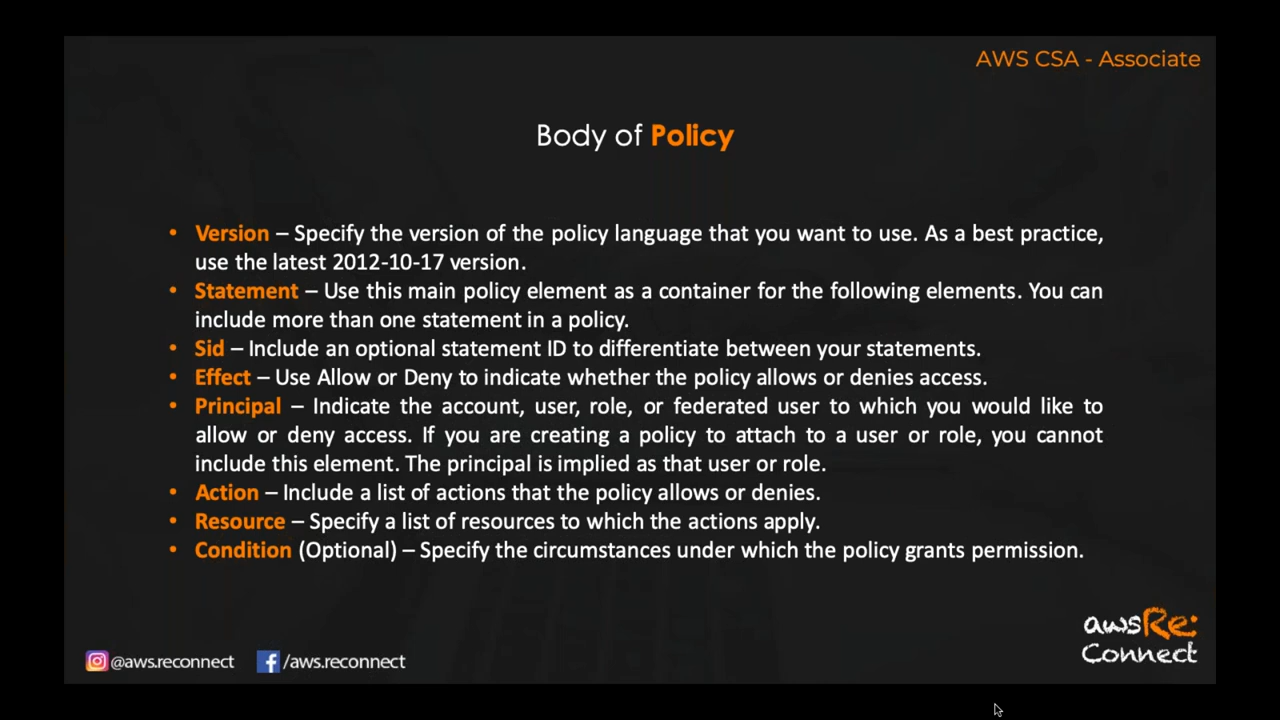 AWS CSA - Associate
Body of Policy
• Version – Specify the version of the policy language that you want to use. As a best practice,
use the latest 2012-10-17 version.
• Statement – Use this main policy element as a container for the following elements. You can
include more than one statement in a policy.
• Sid – Include an optional statement ID to differentiate between your statements.
• Effect – Use Allow or Deny to indicate whether the policy allows or denies access.
• Principal – Indicate the account, user, role, or federated user to which you would like to
allow or deny access. If you are creating a policy to attach to a user or role, you cannot
include this element. The principal is implied as that user or role.
• Action – Include a list of actions that the policy allows or denies.
• Resource – Specify a list of resources to which the actions apply.
• Condition (Optional) – Specify the circumstances under which the policy grants permission.
awsRe:
Connect
@aws.reconnect /aws.reconnect